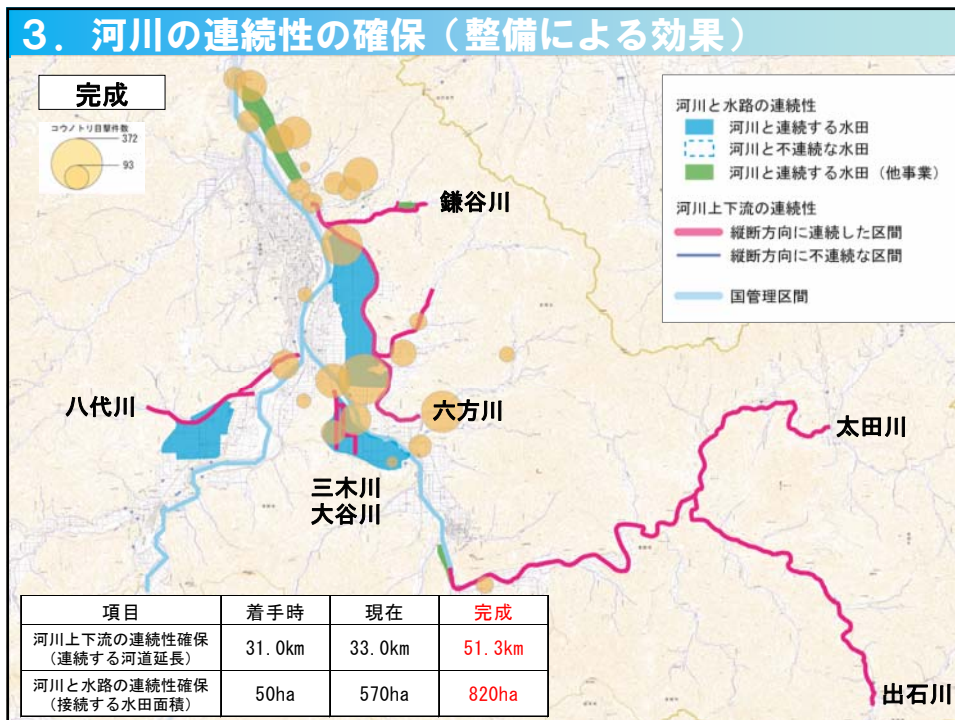 ３．河川の連続性の確保（整備による効果）
完成
コウノトリ目撃件数
372
93
河川と水路の連続性
河川と連続する水田
河川と不連続な水田
河川と連続する水田（他事業）
河川上下流の連続性
縦断方向に連続した区間
縦断方向に不連続な区間
国管理区間
鎌谷川
八代川
六方川
太田川
三木川
大谷川
出石川
項目 着手時 現在 完成
河川上下流の連続性確保
（連続する河道延長） 31.0km 33.0km 51.3km
河川と水路の連続性確保
（接続する水田面積） 50ha 570ha 820ha